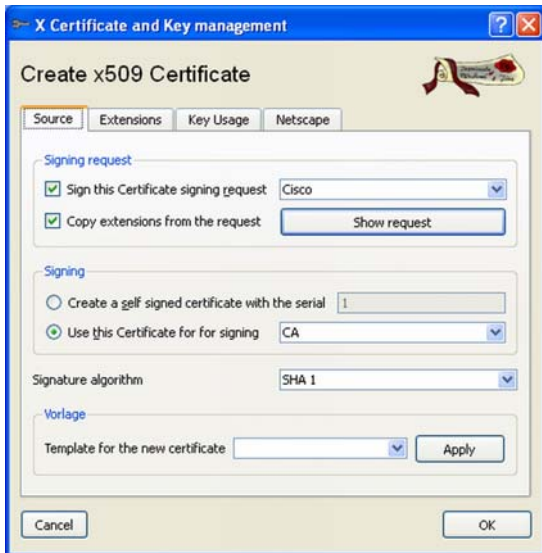 X Certificate and Key management
Create x509 Certificate
Source Extensions Key Usage Netscape
Signing request
Sign this Certificate signing request Cisco
Copy extensions from the request Show request
Signing
Create a self signed certificate with the serial 1
Use this Certificate for for signing CA
Signature algorithm SHA 1
Vorlage
Template for the new certificate Apply
Cancel OK